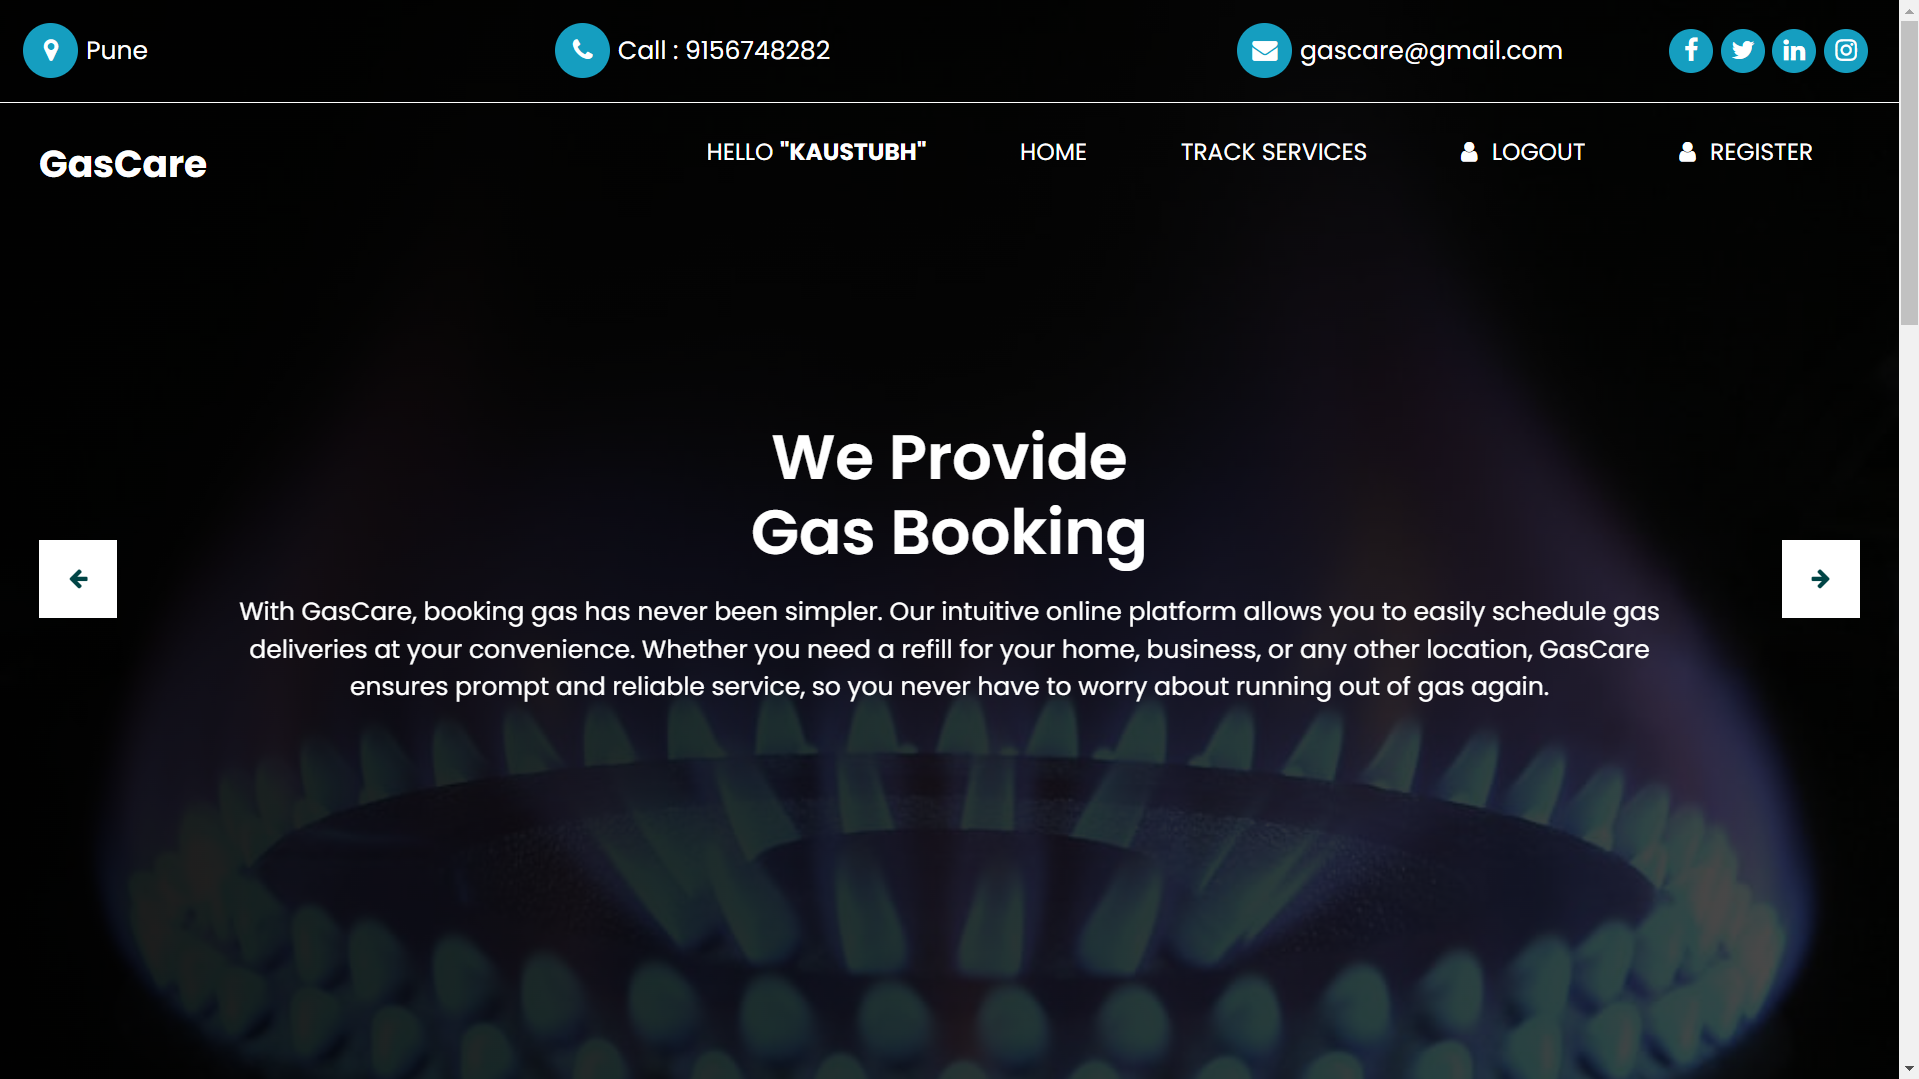 Pune
Call : 9156748282
gascare@gmail.com
GasCare
HELLO "KAUSTUBH"
HOME
TRACK SERVICES
LOGOUT
REGISTER
We Provide
Gas Booking
With GasCare, booking gas has never been simpler. Our intuitive online platform allows you to easily schedule gas
deliveries at your convenience. Whether you need a refill for your home, business, or any other location, GasCare
ensures prompt and reliable service, so you never have to worry about running out of gas again.